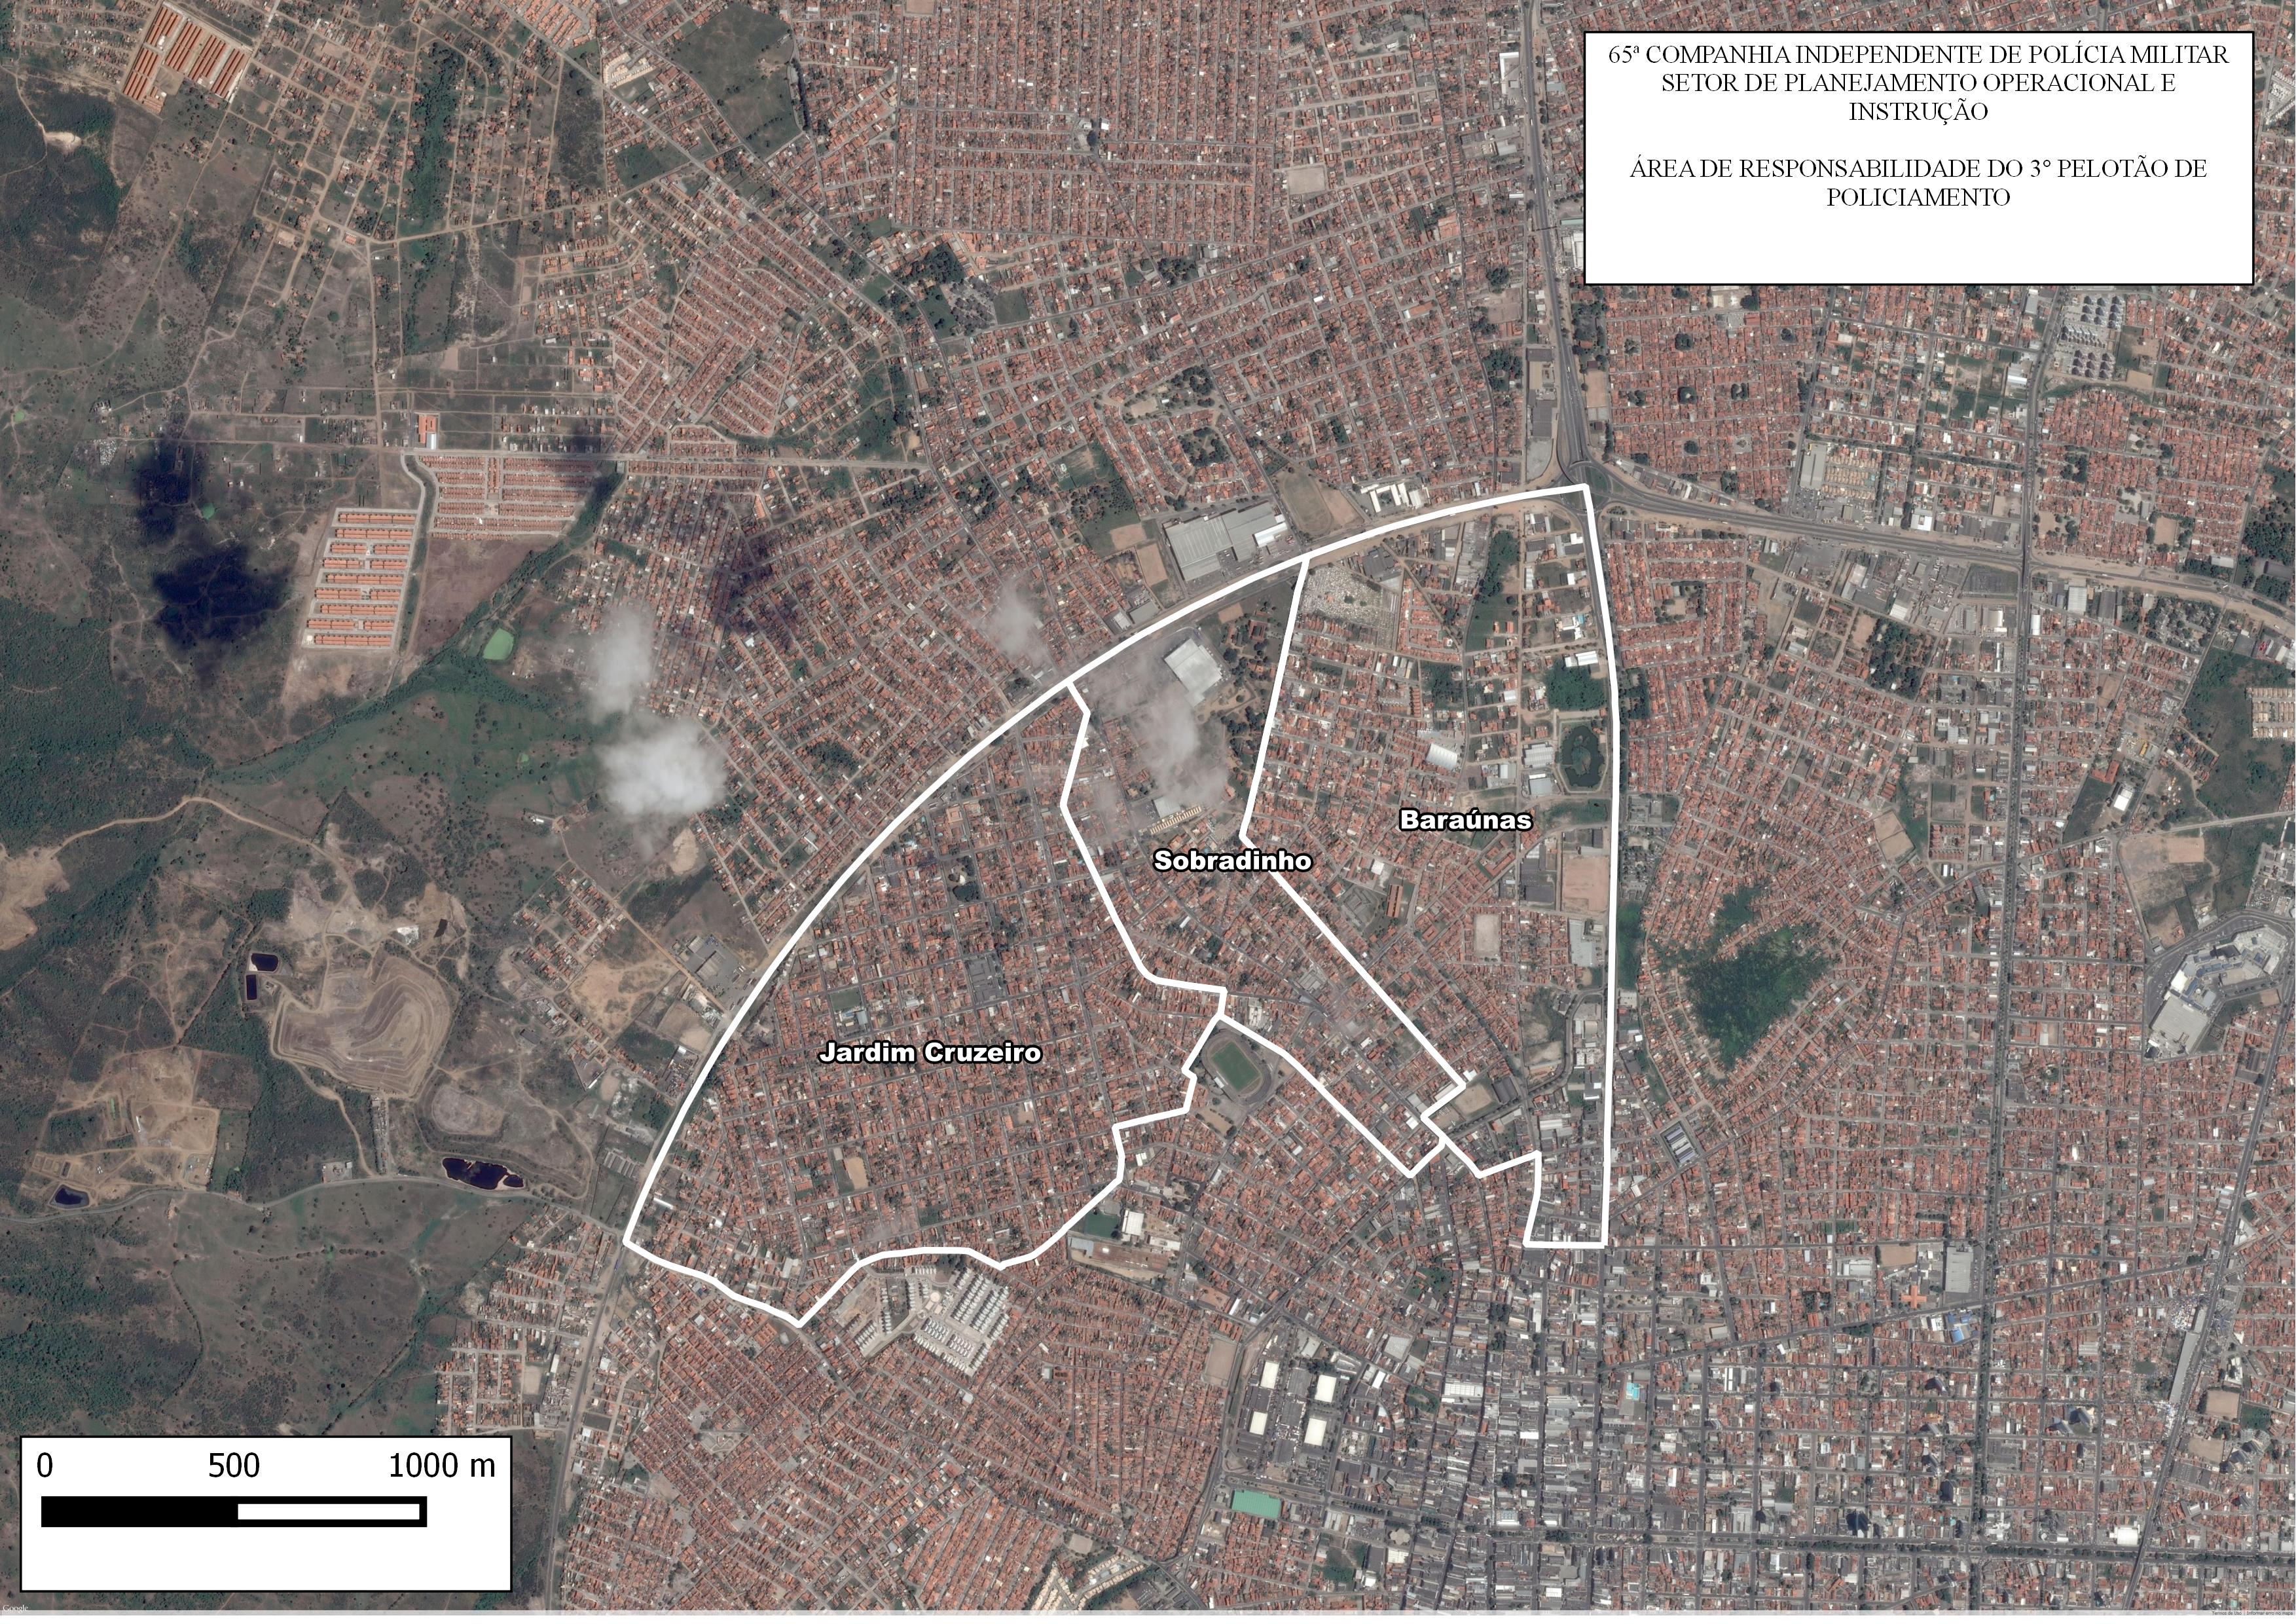 65ª COMPANHIA INDEPENDENTE DE POLÍCIA MILITAR
SETOR DE PLANEJAMENTO OPERACIONAL E
INSTRUÇÃO
ÁREA DE RESPONSABILIDADE DO 3° PELOTÃO DE
POLICIAMENTO
Baraúnas
Sobradinho
Jardim Cruzeiro
0 500 1000 m
Google